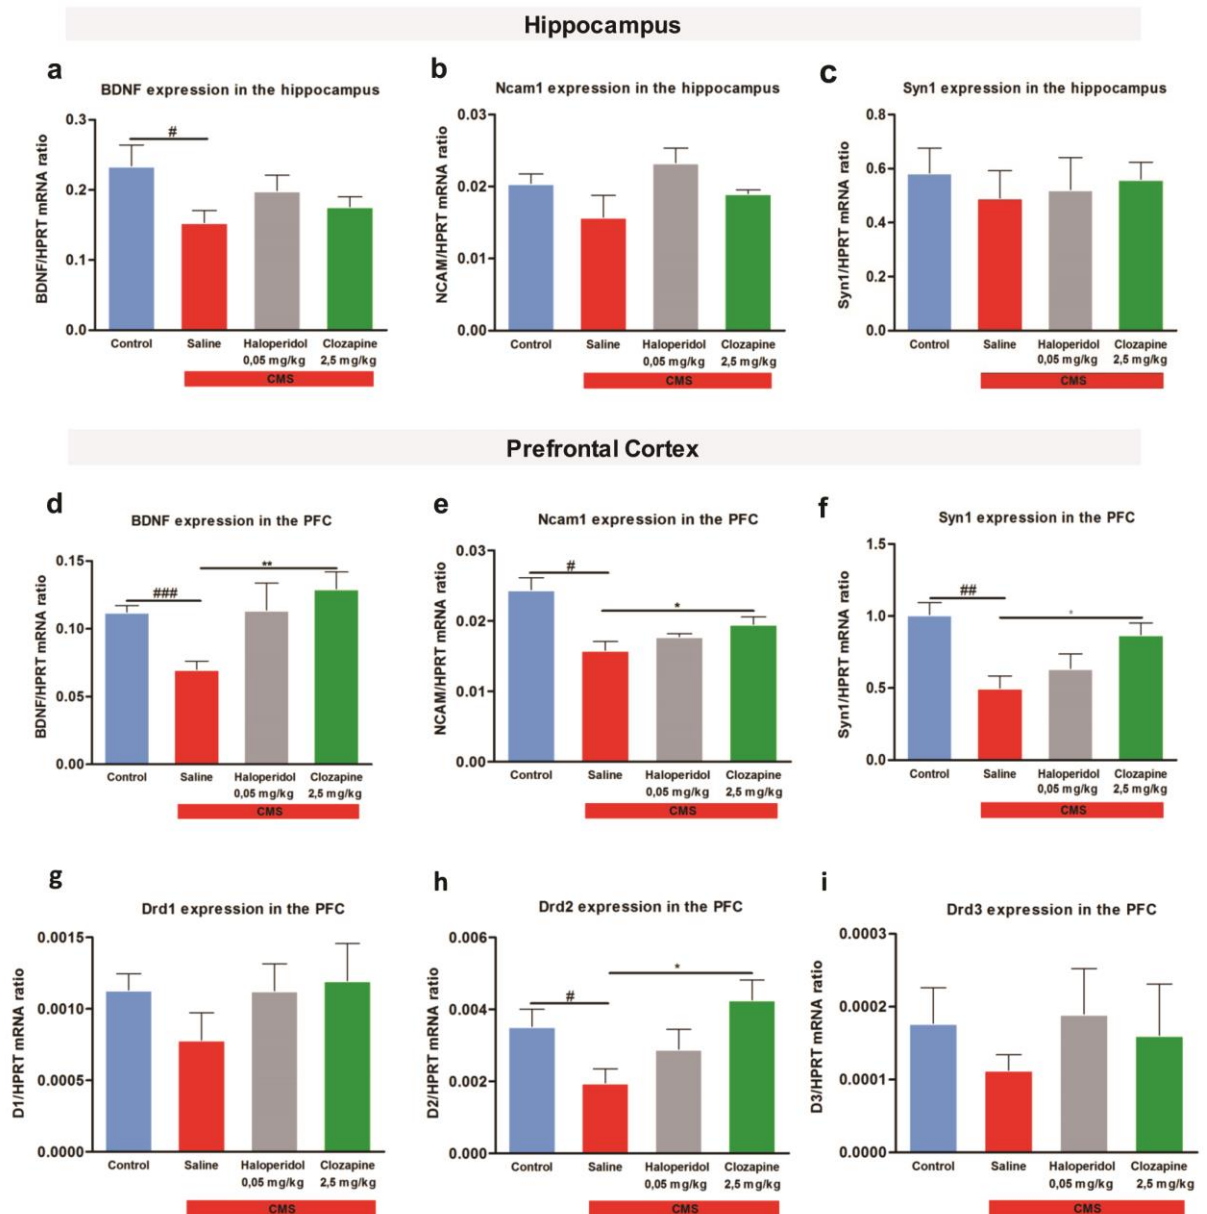 Hippocampus
a
BDNF expression in the hippocampus
BDNF/HPRT mRNA ratio
0.3
0.2
0.1
0.0
#
Control
Saline
Haloperidol
0,05 mg/kg
Clozapine
2,5 mg/kg
CMS
b
Ncam1 expression in the hippocampus
NCAM/HPRT mRNA ratio
0.03
0.02
0.01
0.00
Control
Saline
Haloperidol
0,05 mg/kg
Clozapine
2,5 mg/kg
CMS
c
Syn1 expression in the hippocampus
Syn1/HPRT mRNA ratio
0.8
0.6
0.4
0.2
0.0
Control
Saline
Haloperidol
0,05 mg/kg
Clozapine
2,5 mg/kg
CMS
Prefrontal Cortex
d
BDNF expression in the PFC
BDNF/HPRT mRNA ratio
0.15
0.10
0.05
0.00
###
**
Control
Saline
Haloperidol
0,05 mg/kg
Clozapine
2,5 mg/kg
CMS
e
Ncam1 expression in the PFC
NCAM/HPRT mRNA ratio
0.03
0.02
0.01
0.00
#
*
Control
Saline
Haloperidol
0,05 mg/kg
Clozapine
2,5 mg/kg
CMS
f
Syn1 expression in the PFC
Syn1/HPRT mRNA ratio
1.5
1.0
0.5
0.0
##
*
Control
Saline
Haloperidol
0,05 mg/kg
Clozapine
2,5 mg/kg
CMS
g
Drd1 expression in the PFC
D1/HPRT mRNA ratio
0.0015
0.0010
0.0005
0.0000
Control
Saline
Haloperidol
0,05 mg/kg
Clozapine
2,5 mg/kg
CMS
h
Drd2 expression in the PFC
D2/HPRT mRNA ratio
0.006
0.004
0.002
0.000
#
*
Control
Saline
Haloperidol
0,05 mg/kg
Clozapine
2,5 mg/kg
CMS
i
Drd3 expression in the PFC
D3/HPRT mRNA ratio
0.0003
0.0002
0.0001
0.0000
Control
Saline
Haloperidol
0,05 mg/kg
Clozapine
2,5 mg/kg
CMS